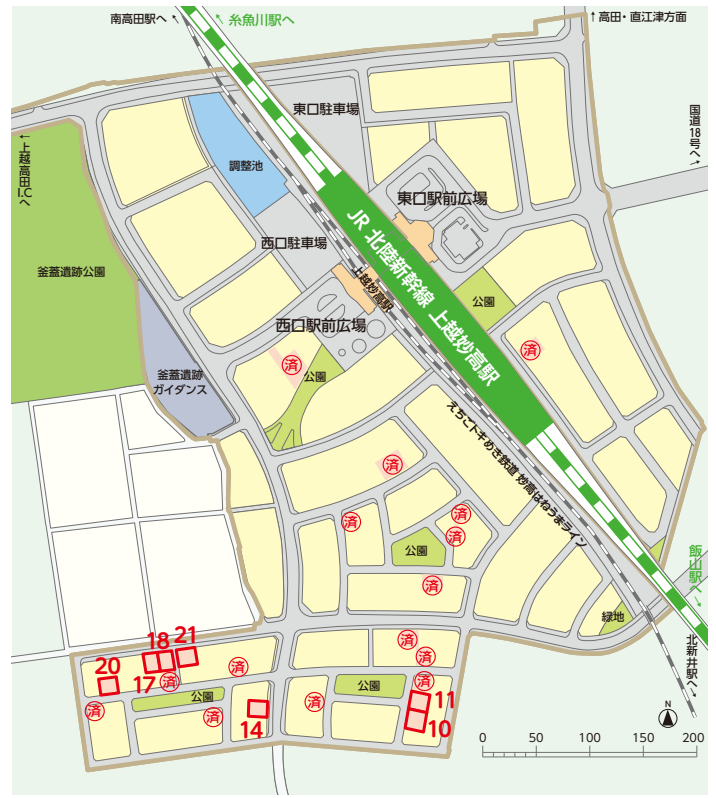 南高田駅へ
糸魚川駅へ
↑高田・直江津方面
東口駐車場
国道18号へ→
←上越高田I.Cへ
調整池
東口駅前広場
西口駐車場
JR 北陸新幹線 上越妙高駅
釜蓋遺跡公園
上越妙高駅
公園
西口駅前広場
済
済
釜蓋遺跡
ガイダンス
公園
えちごトキめき鉄道 妙高はねうまライン
済
済
済
済
公園
飯山駅へ→
済
緑地
北新井駅へ→
済
済
18
21
20
17
済
済
済
11
公園
公園
済
済
済
14
10
N
0
50
100
150
200